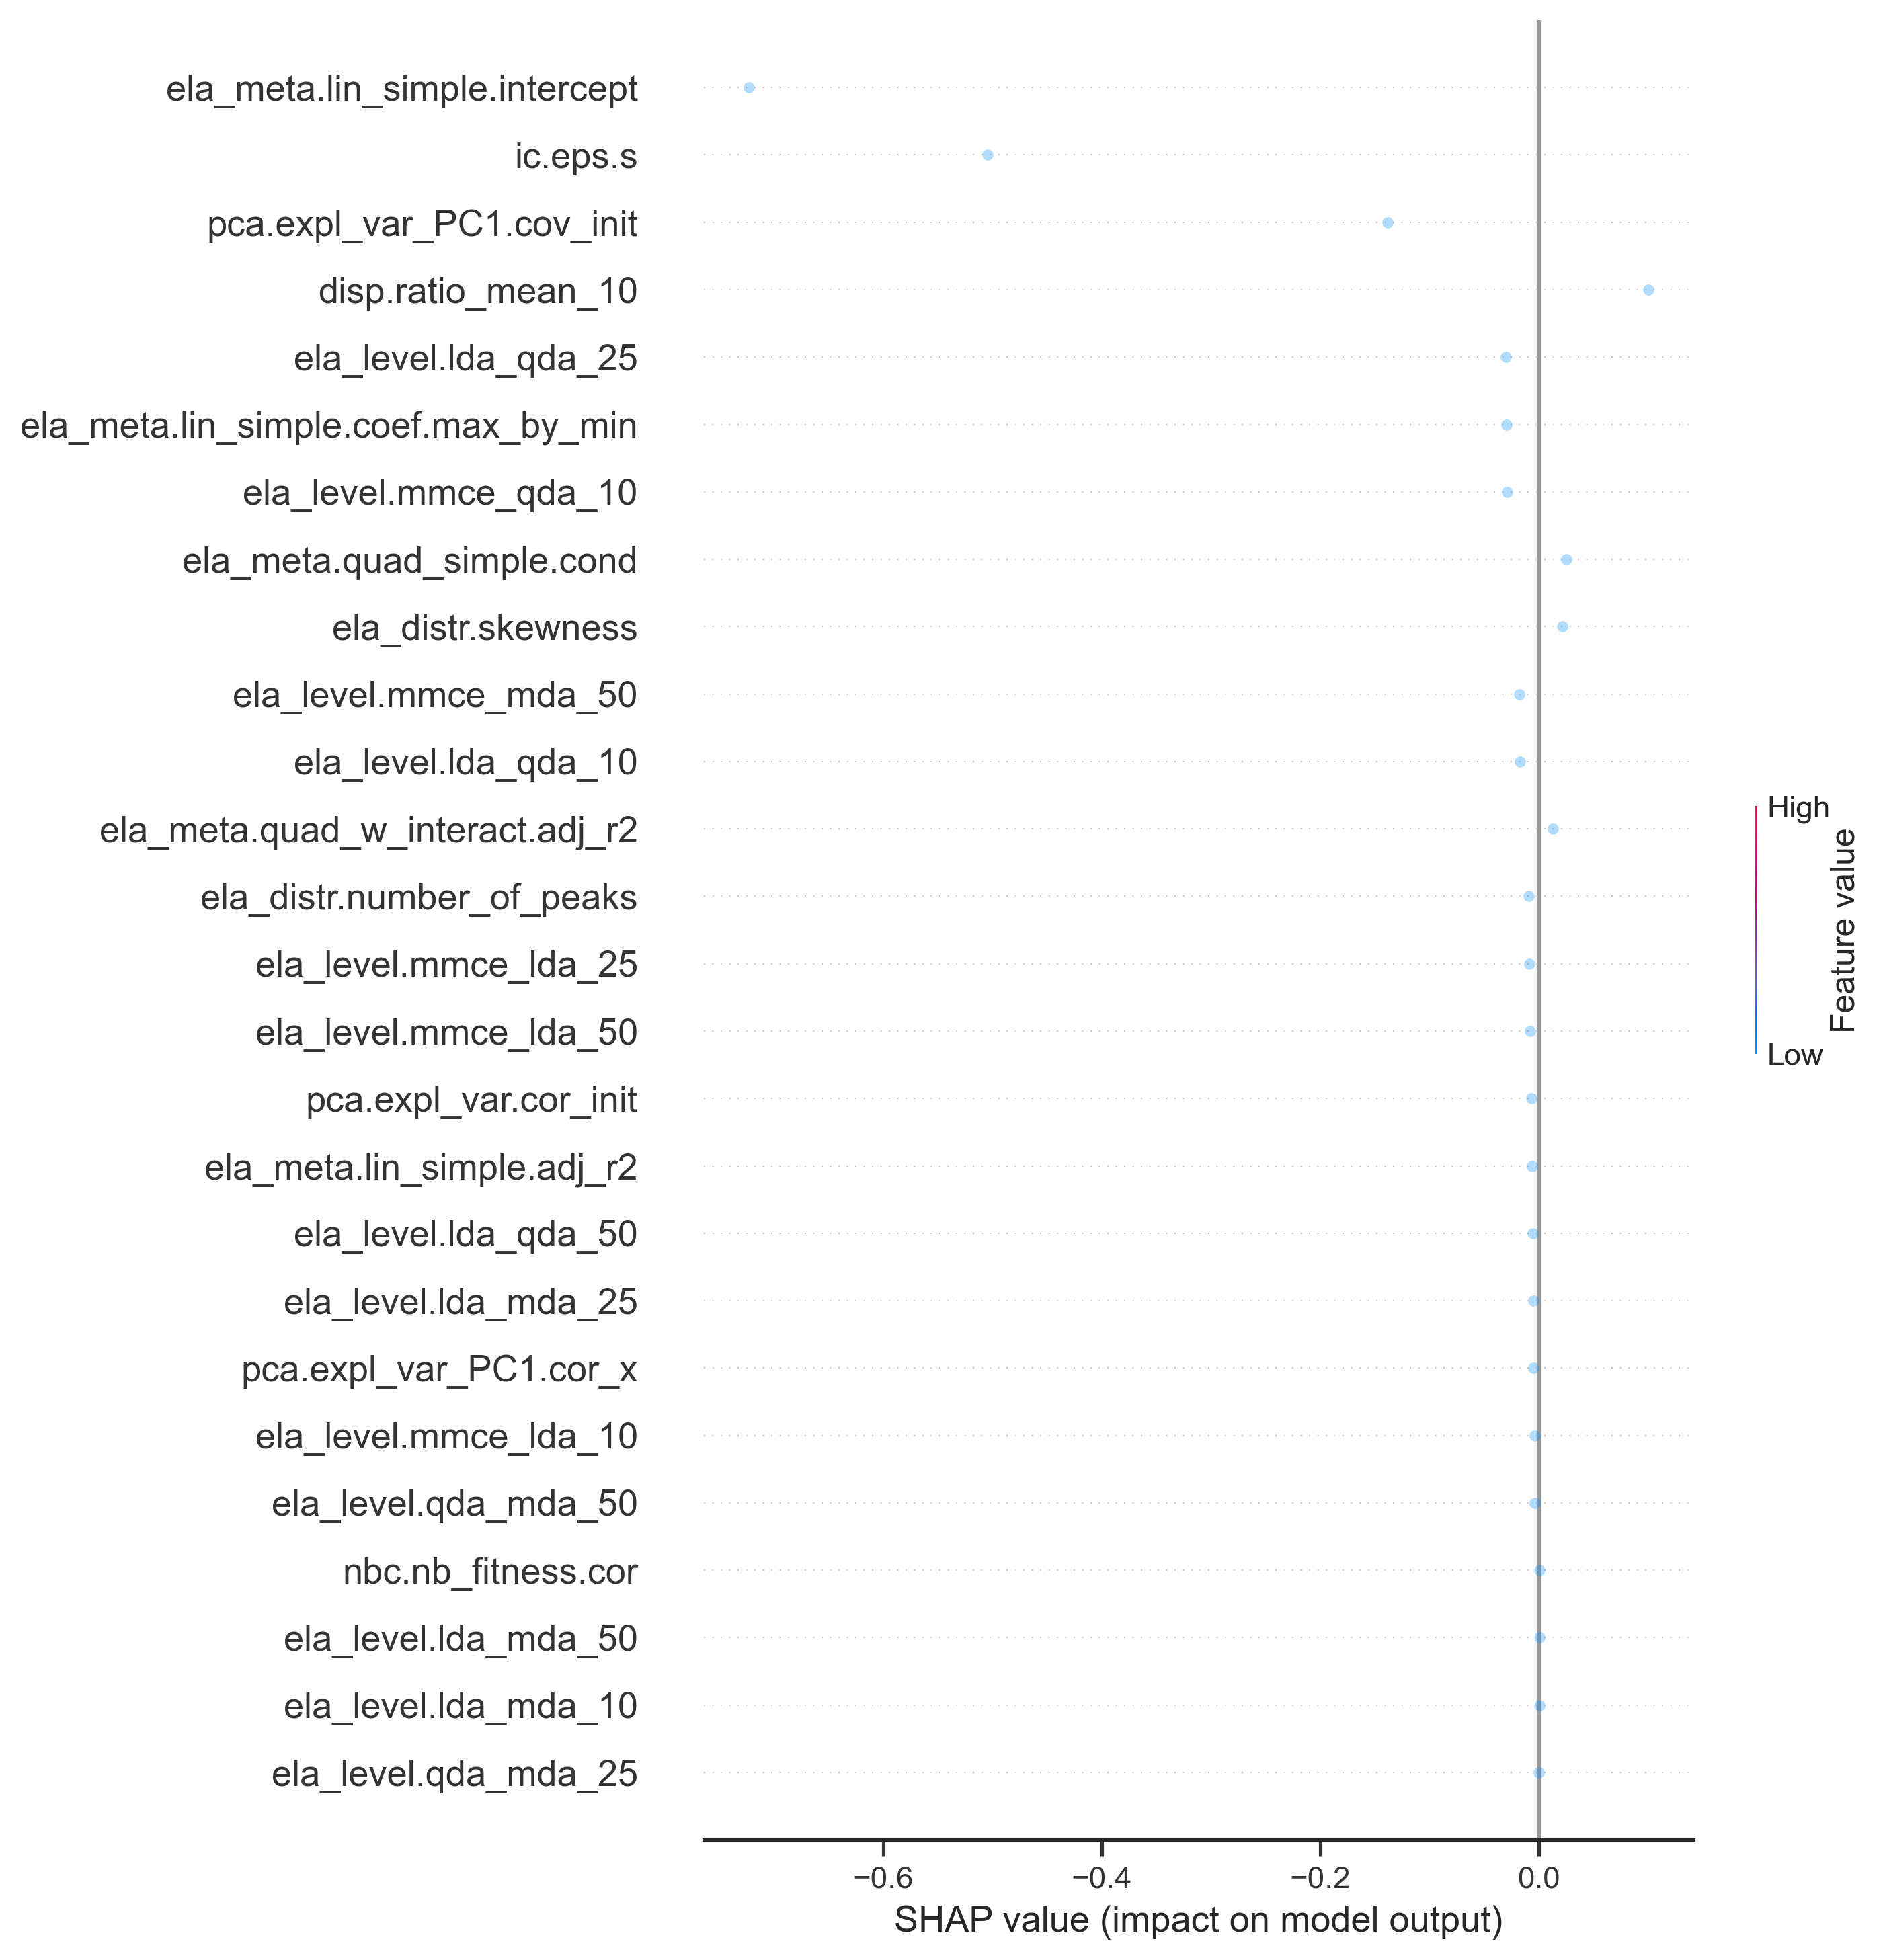 ela_meta.lin_simple.intercept
ic.eps.s
pca.expl_var_PC1.cov_init
disp.ratio_mean_10
ela_level.lda_qda_25
ela_meta.lin_simple.coef.max_by_min
ela_level.mmce_qda_10
ela_meta.quad_simple.cond
ela_distr.skewness
ela_level.mmce_mda_50
ela_level.lda_qda_10
ela_meta.quad_w_interact.adj_r2
ela_distr.number_of_peaks
ela_level.mmce_lda_25
ela_level.mmce_lda_50
pca.expl_var.cor_init
ela_meta.lin_simple.adj_r2
ela_level.lda_qda_50
ela_level.lda_mda_25
pca.expl_var_PC1.cor_x
ela_level.mmce_lda_10
ela_level.qda_mda_50
nbc.nb_fitness.cor
ela_level.lda_mda_50
ela_level.lda_mda_10
ela_level.qda_mda_25
−0.6 −0.4 −0.2 0.0
SHAP value (impact on model output)
High
Feature value
Low